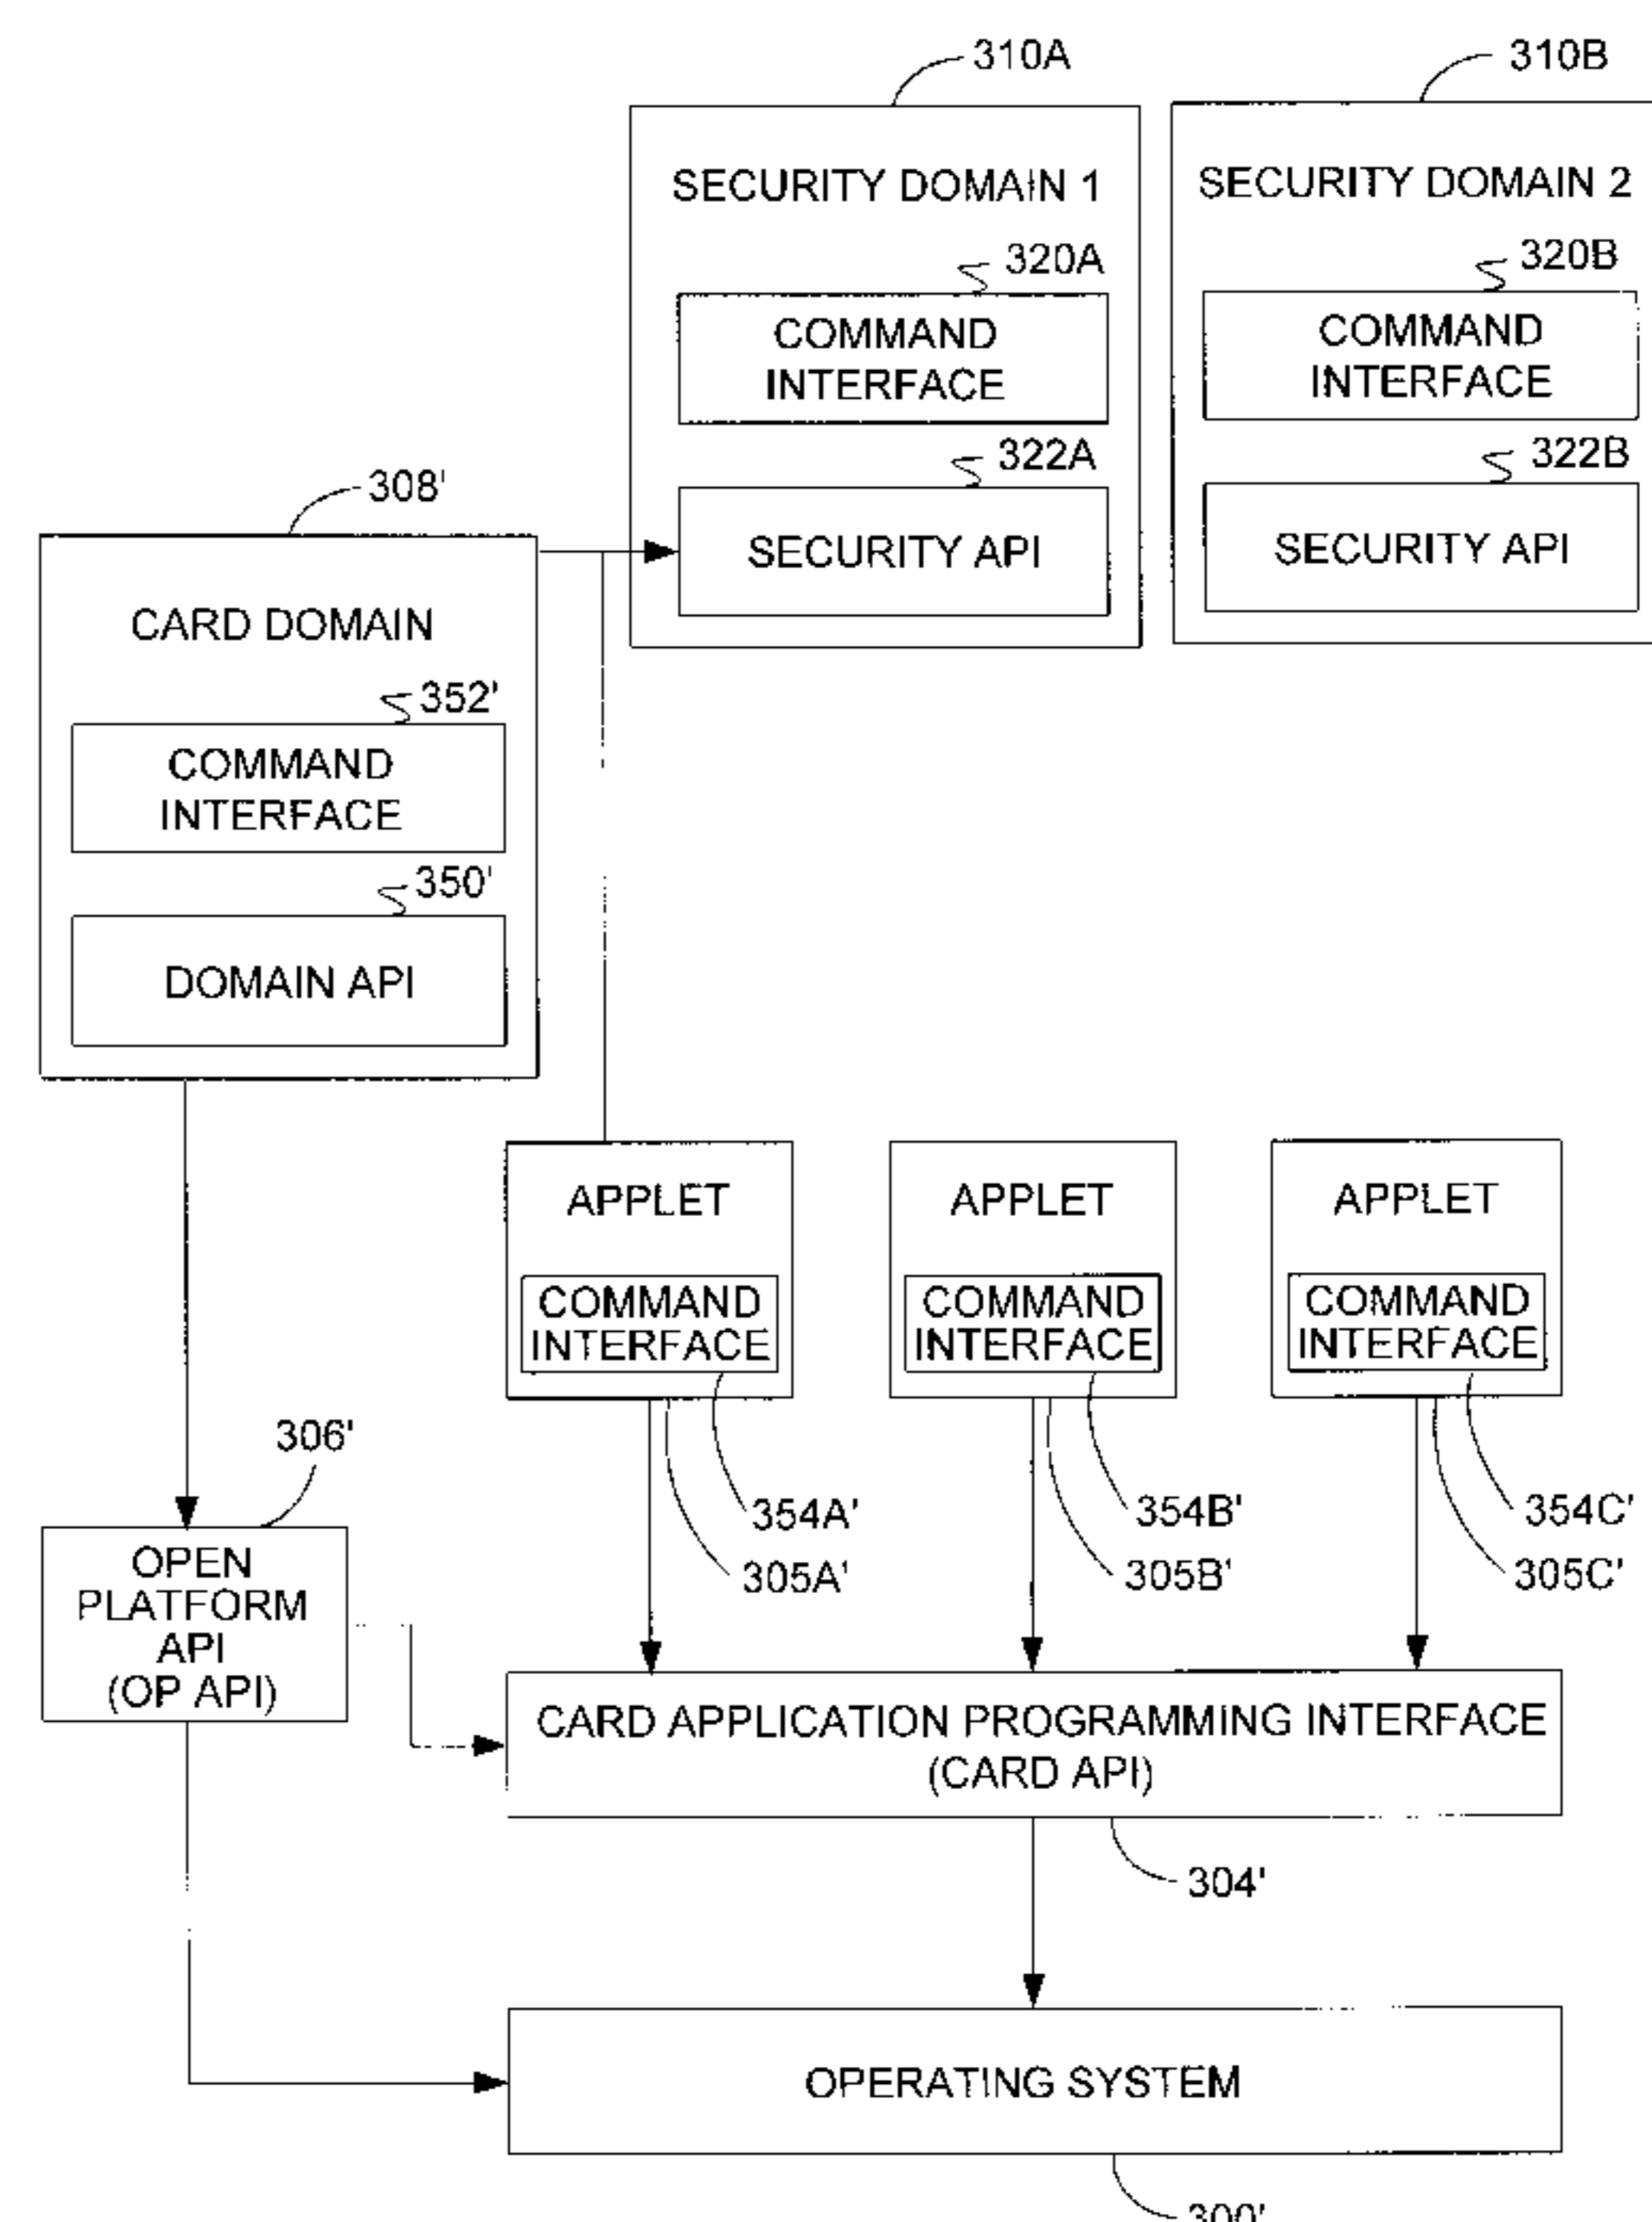 310A
310B
SECURITY DOMAIN 1
SECURITY DOMAIN 2
320A
320B
COMMAND
INTERFACE
COMMAND
INTERFACE
322A
322B
SECURITY API
SECURITY API
308'
CARD DOMAIN
352'
COMMAND
INTERFACE
350'
DOMAIN API
APPLET
APPLET
APPLET
COMMAND
INTERFACE
COMMAND
INTERFACE
COMMAND
INTERFACE
306'
354A'
354B'
354C'
305A'
305B'
305C'
OPEN
PLATFORM
API
(OP API)
CARD APPLICATION PROGRAMMING INTERFACE
(CARD API)
304'
OPERATING SYSTEM
300'